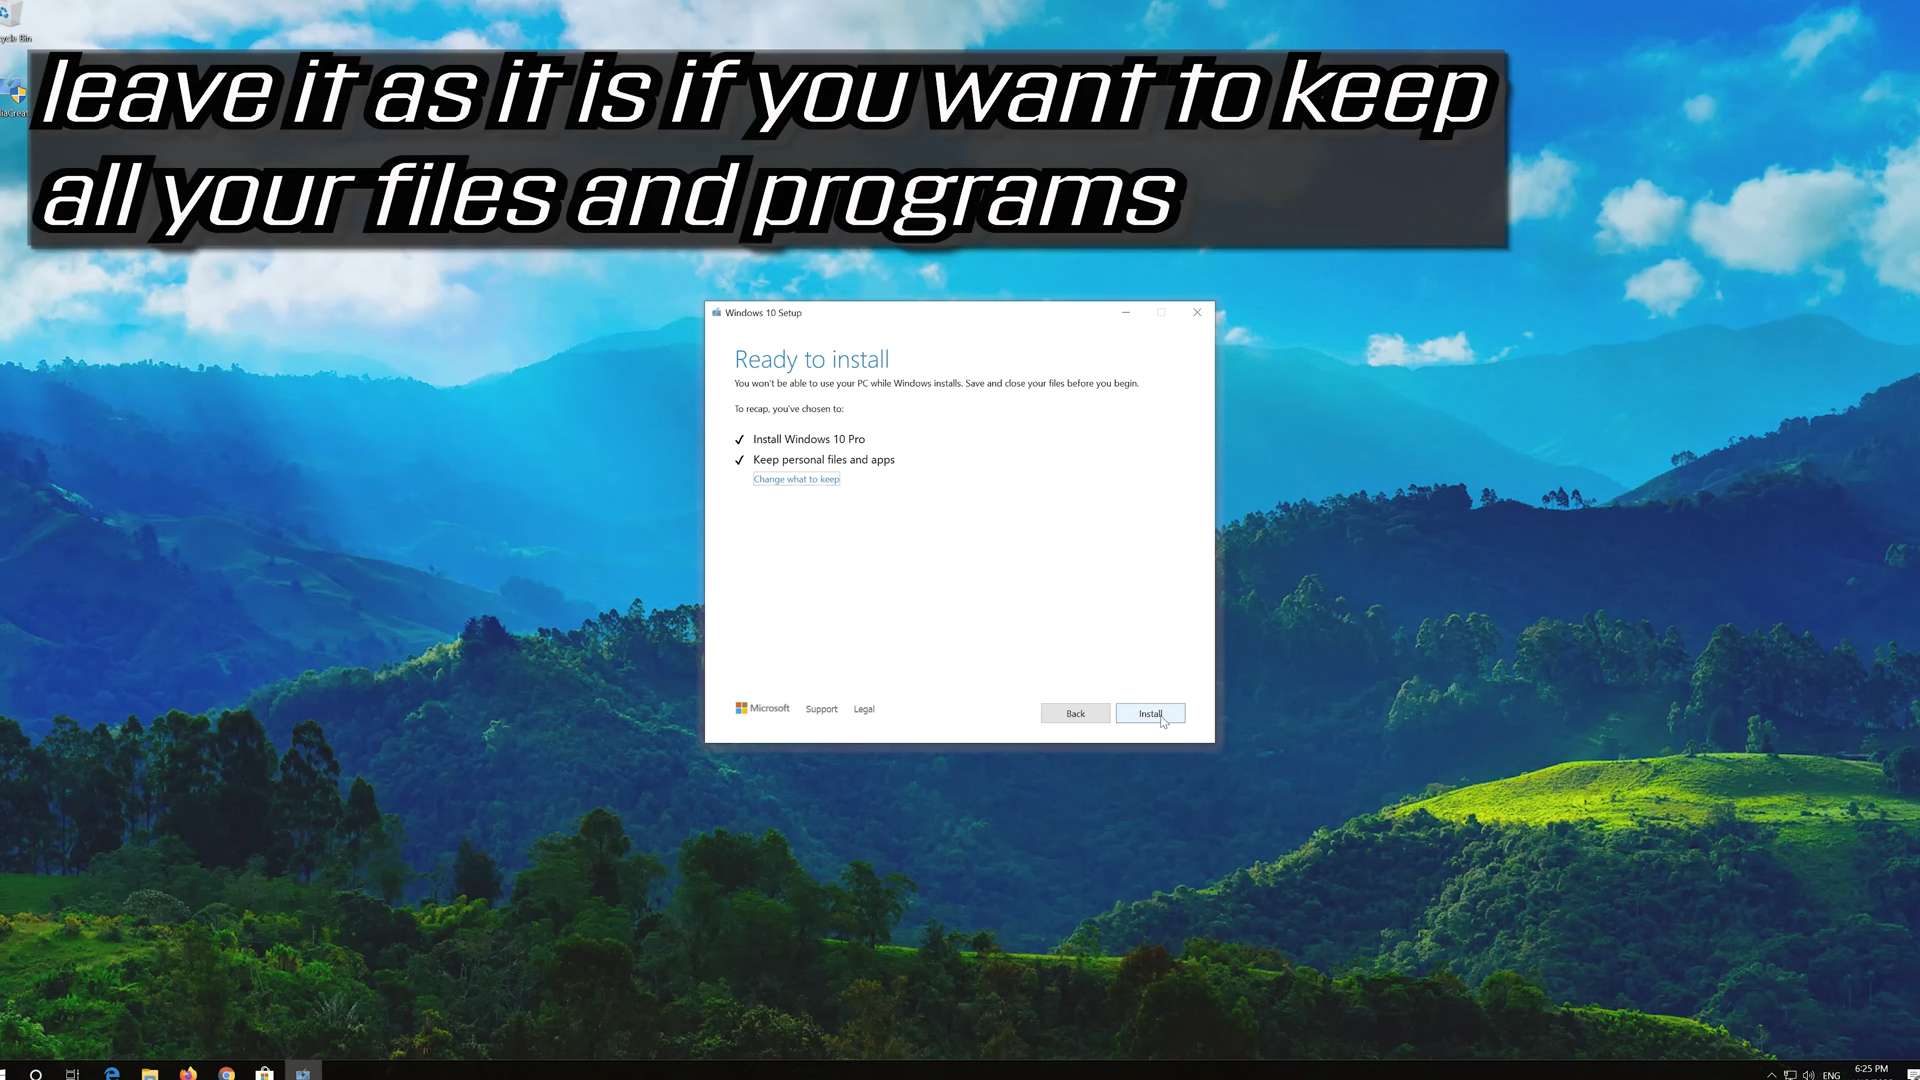 leave it as it is if you want to keep
all your files and programs
Windows 10 Setup
Ready to install
You won't be able to use your PC while Windows installs. Save and close your files before you begin.
To recap, you've chosen to:
✓ Install Windows 10 Pro
✓ Keep personal files and apps
Change what to keep
Microsoft Support Legal
Back Install
ENG
6:25 PM